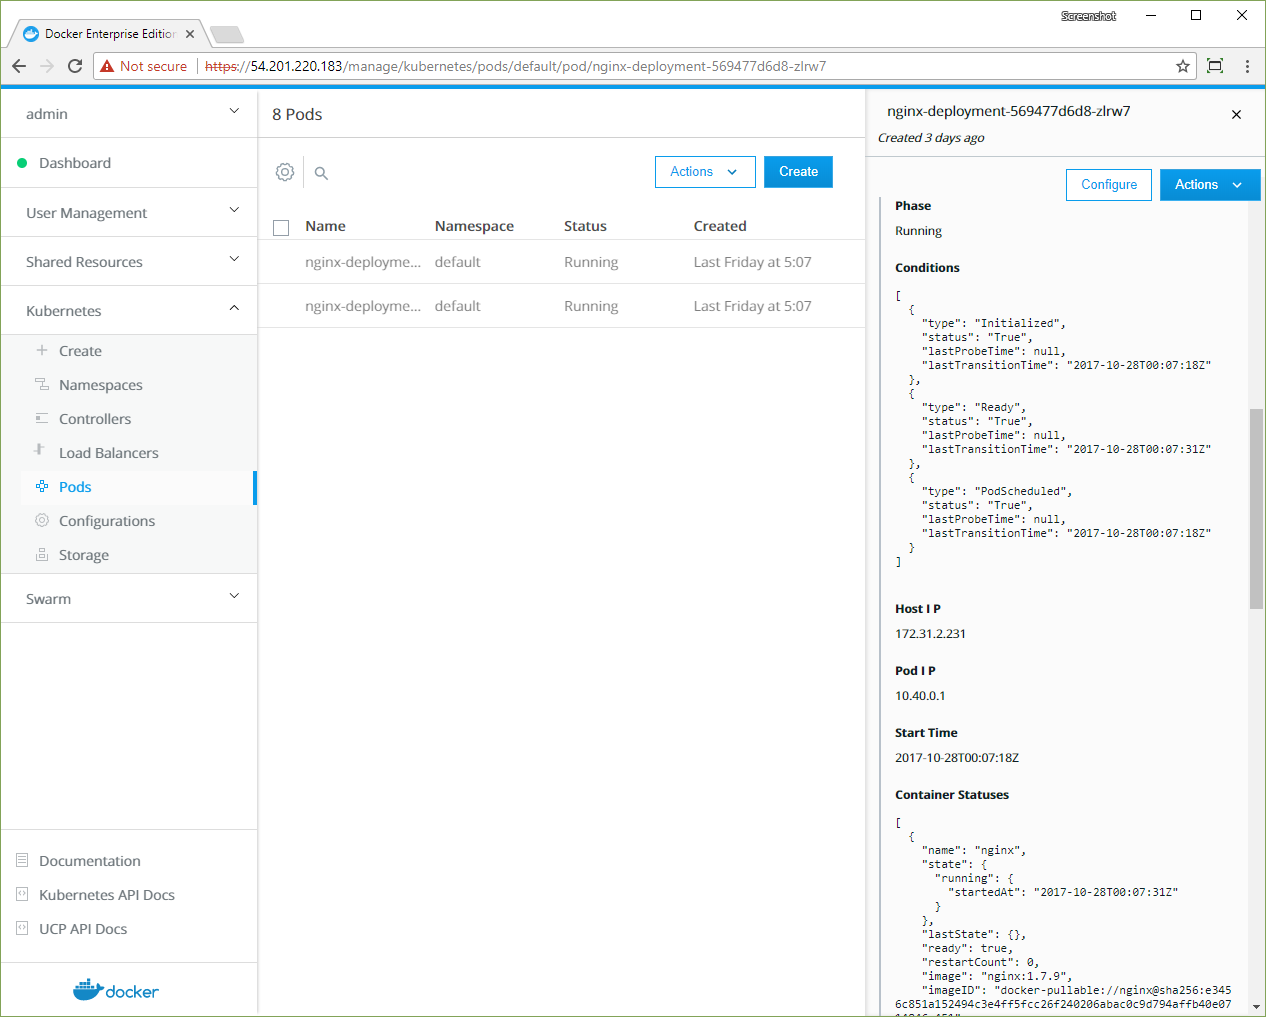 Screenshot
Docker Enterprise Edition
Not secure
https://54.201.220.183/manage/kubernetes/pods/default/pod/nginx-deployment-569477d6d8-zlrw7
admin
Dashboard
User Management
Shared Resources
Kubernetes
Create
Namespaces
Controllers
Load Balancers
Pods
Configurations
Storage
Swarm
Documentation
Kubernetes API Docs
UCP API Docs
docker
8 Pods
Actions
Create
Name Namespace Status Created
nginx-deployme... default Running Last Friday at 5:07
nginx-deployme... default Running Last Friday at 5:07
nginx-deployment-569477d6d8-zlrw7
Created 3 days ago
Configure
Actions
Phase
Running
Conditions
[
{
"type": "Initialized",
"status": "True",
"lastProbeTime": null,
"lastTransitionTime": "2017-10-28T00:07:18Z"
},
{
"type": "Ready",
"status": "True",
"lastProbeTime": null,
"lastTransitionTime": "2017-10-28T00:07:31Z"
},
{
"type": "PodScheduled",
"status": "True",
"lastProbeTime": null,
"lastTransitionTime": "2017-10-28T00:07:18Z"
}
]
Host I P
172.31.2.231
Pod I P
10.40.0.1
Start Time
2017-10-28T00:07:18Z
Container Statuses
[
{
"name": "nginx",
"state": {
"running": {
"startedAt": "2017-10-28T00:07:31Z"
}
},
"lastState": {},
"ready": true,
"restartCount": 0,
"image": "nginx:1.7.9",
"imageID": "docker-pullable://nginx@sha256:e346
6c851a152494c3e4ff5fcc26f240206abac0c9d794affb40e07